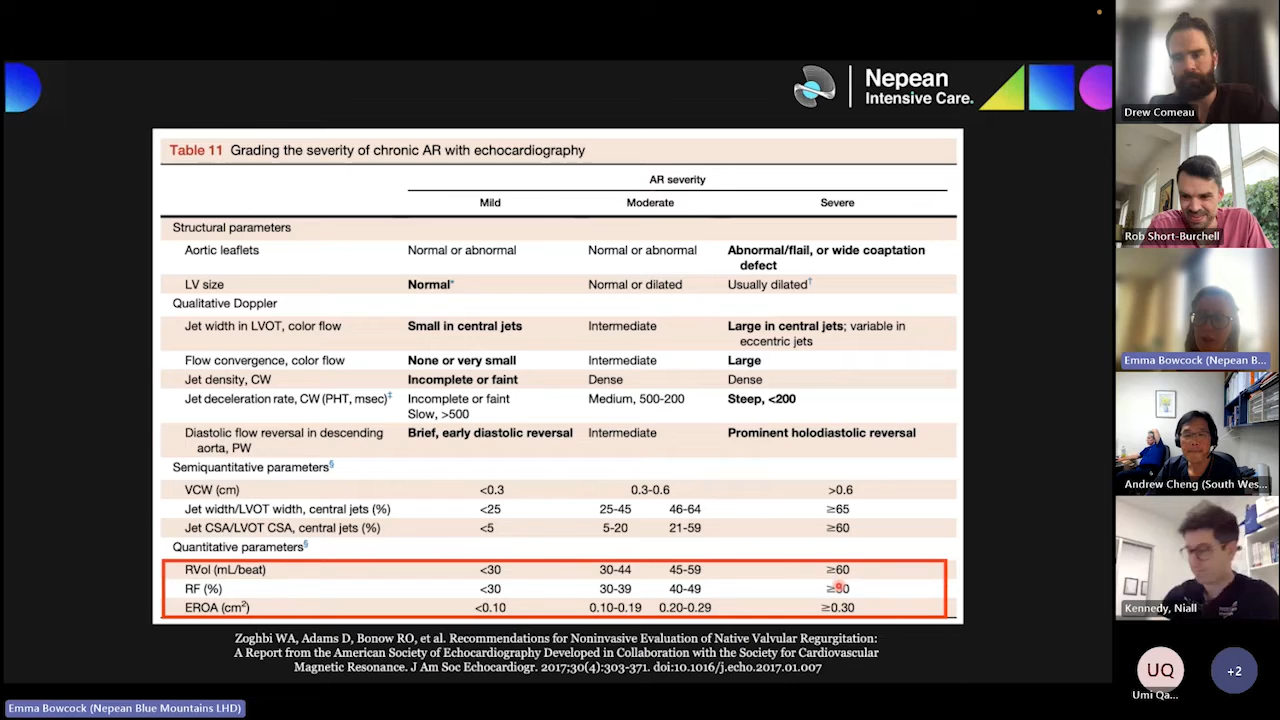 Nepean
Intensive Care.
Table 11 Grading the severity of chronic AR with echocardiography
AR severity
Mild Moderate Severe
Structural parameters
Aortic leaflets Normal or abnormal Normal or abnormal Abnormal/flail, or wide coaptation
defect
LV size Normal* Normal or dilated Usually dilated†
Qualitative Doppler
Jet width in LVOT, color flow Small in central jets Intermediate Large in central jets; variable in
eccentric jets
Flow convergence, color flow None or very small Intermediate Large
Jet density, CW Incomplete or faint Dense Dense
Jet deceleration rate, CW (PHT, msec)‡ Incomplete or faint Medium, 500-200 Steep, <200
Slow, >500
Diastolic flow reversal in descending Brief, early diastolic reversal Intermediate Prominent holodiastolic reversal
aorta, PW
Semiquantitative parameters§
VCW (cm) <0.3 0.3-0.6 >0.6
Jet width/LVOT width, central jets (%) <25 25-45 46-64 ≥65
Jet CSA/LVOT CSA, central jets (%) <5 5-20 21-59 ≥60
Quantitative parameters§
RVol (mL/beat) <30 30-44 45-59 ≥60
RF (%) <30 30-39 40-49
EROA (cm2) <0.10 0.10-0.19 0.20-0.29 ≥0.30
Zoghbi WA, Adams D, Bonow RO, et al. Recommendations for Noninvasive Evaluation of Native Valvular Regurgitation:
A Report from the American Society of Echocardiography Developed in Collaboration with the Society for Cardiovascular
Magnetic Resonance. J Am Soc Echocardiogr. 2017;30(4):303-371. doi:10.1016/j.echo.2017.01.007
Emma Bowcock (Nepean Blue Mountains LHD)
Drew Comeau
Rob Short-Burchell
Emma Bowcock (Nepean B...
Andrew Cheng (South Wes...
Kennedy, Niall
UQ
Umi Qa...
+2